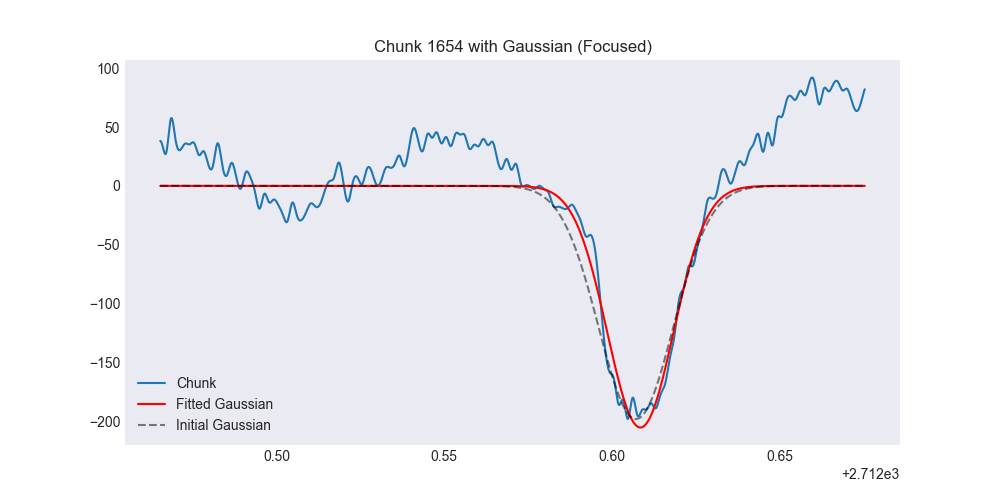 Chunk 1654 with Gaussian (Focused)
100
50
0
−50
−100
−150
−200
Chunk
Fitted Gaussian
Initial Gaussian
0.50 0.55 0.60 0.65
+2.712e3